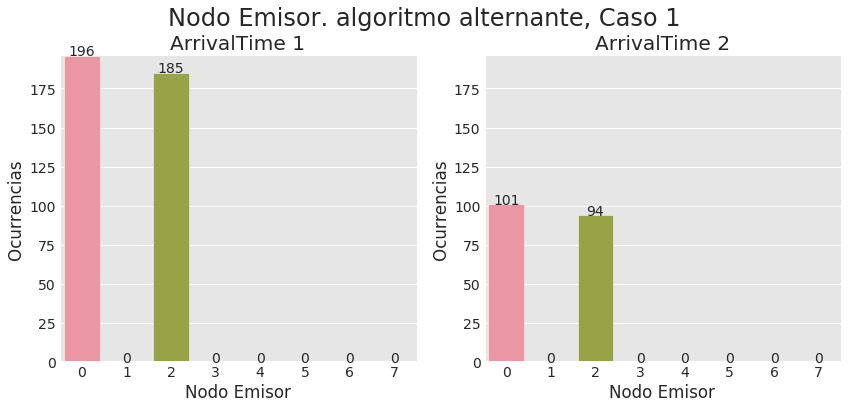 Nodo Emisor. algoritmo alternante, Caso 1
ArrivalTime 1
196
185
0 0 0 0 0 0
175
150
125
100
75
50
25
0
Ocurrencias
0 1 2 3 4 5 6 7
Nodo Emisor
ArrivalTime 2
101
94
0 0 0 0 0 0
175
150
125
100
75
50
25
0
Ocurrencias
0 1 2 3 4 5 6 7
Nodo Emisor